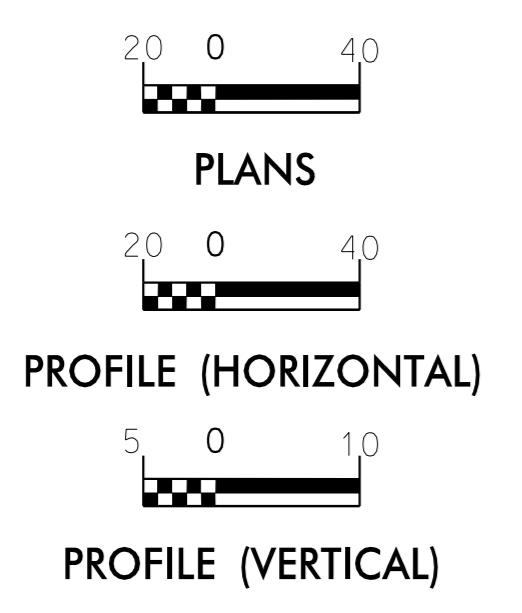 20 0 40
PLANS
20 0 40
PROFILE (HORIZONTAL)
5 0 10
PROFILE (VERTICAL)